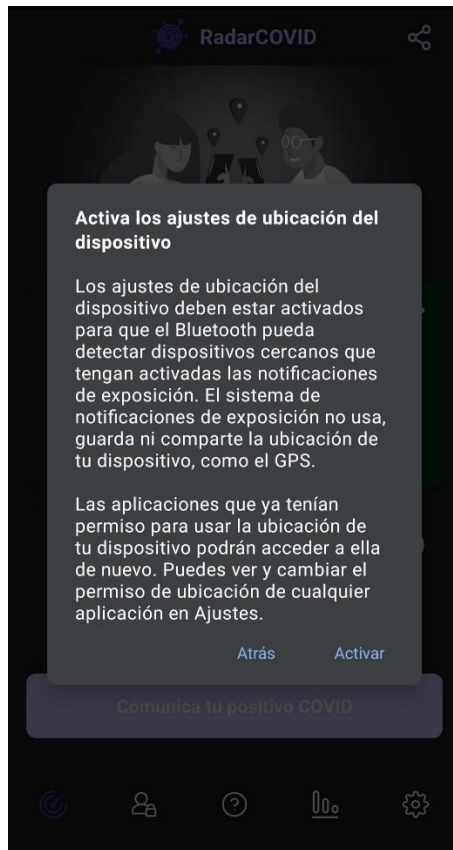 RadarCOVID
Activa los ajustes de ubicación del
dispositivo
Los ajustes de ubicación del
dispositivo deben estar activados
para que el Bluetooth pueda
detectar dispositivos cercanos que
tengan activadas las notificaciones
de exposición. El sistema de
notificaciones de exposición no usa,
guarda ni comparte la ubicación de
tu dispositivo, como el GPS.
Las aplicaciones que ya tenían
permiso para usar la ubicación de
tu dispositivo podrán acceder a ella
de nuevo. Puedes ver y cambiar el
permiso de ubicación de cualquier
aplicación en Ajustes.
Atrás Activar
Comunica tu positivo COVID